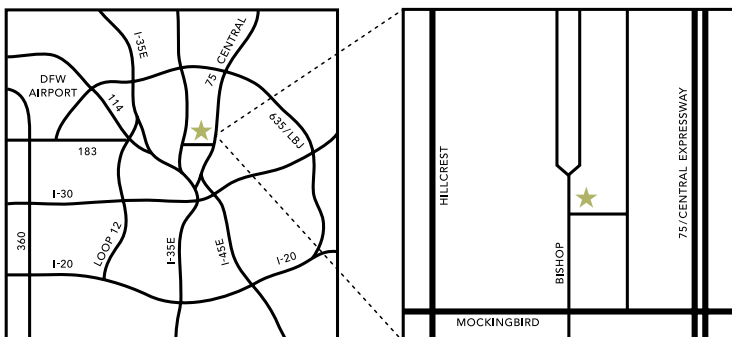 I-35E
75 CENTRAL
DFW
AIRPORT
114
635/LBJ
183
I-30
360
LOOP 12
I-35E
I-45E
I-20
I-20
HILLCREST
75/CENTRAL EXPRESSWAY
BISHOP
MOCKINGBIRD